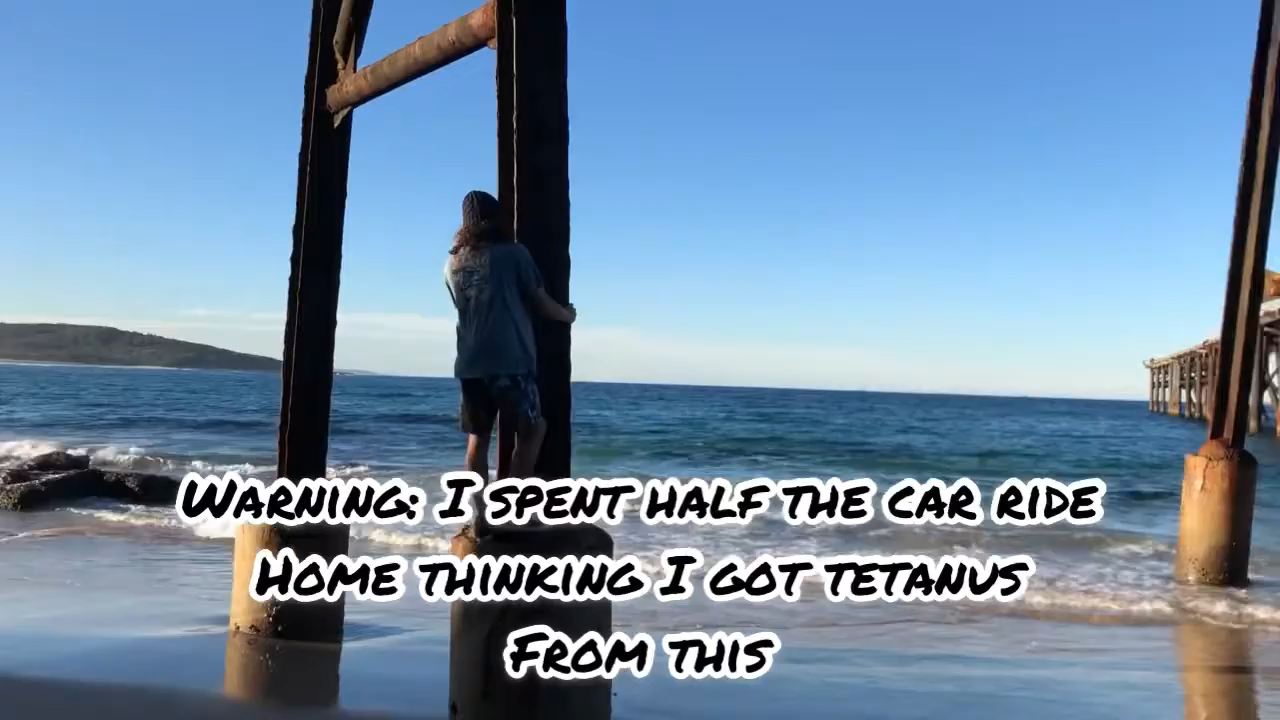 Warning: I spent half the car ride
Home thinking I got tetanus
From this